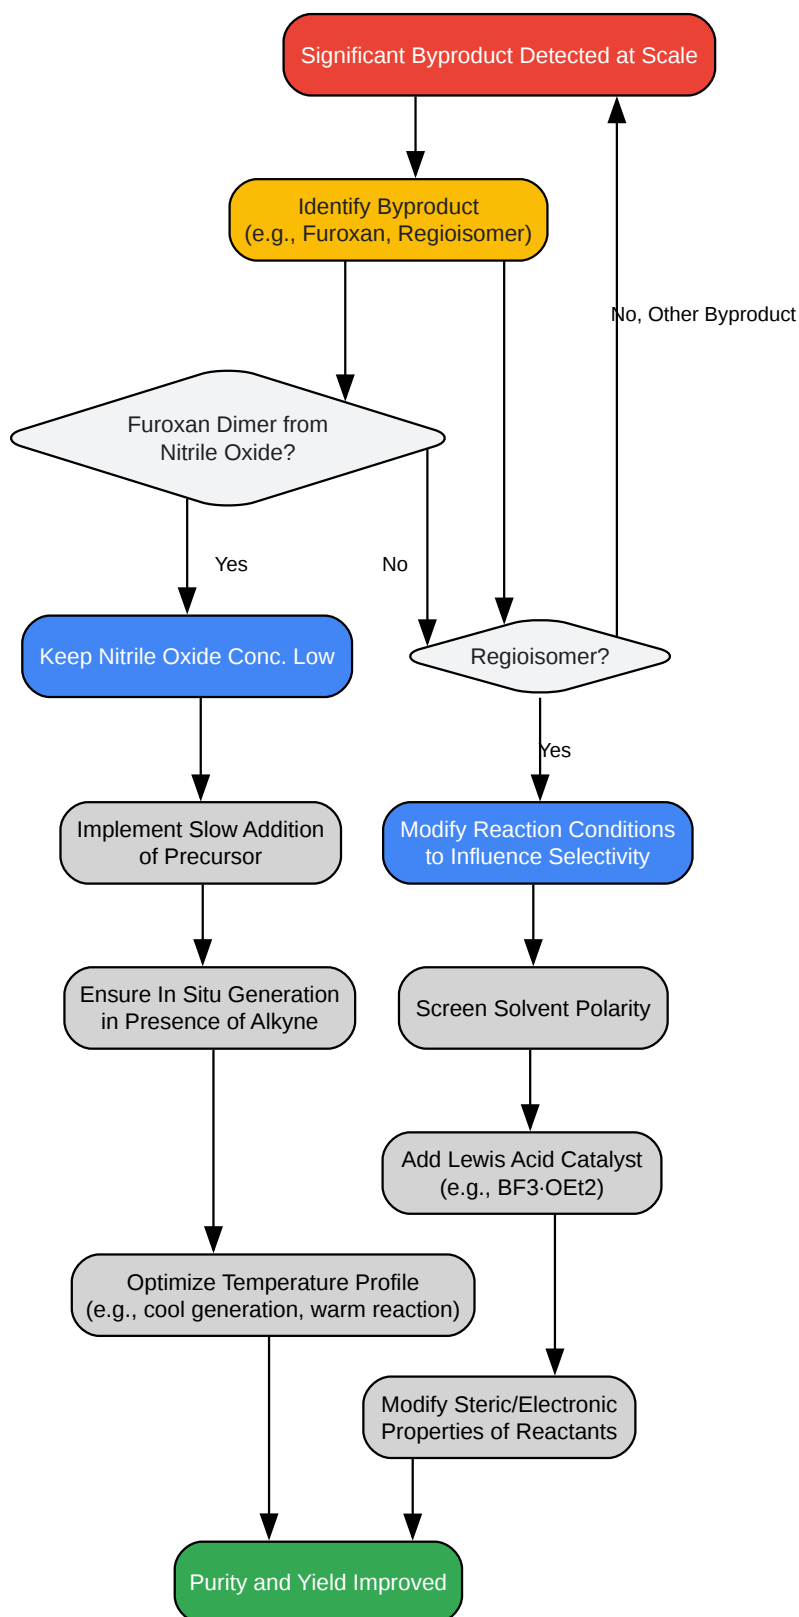 Significant Byproduct Detected at Scale
Identify Byproduct
(e.g., Furoxan, Regioisomer)
No, Other Byproduct
Furoxan Dimer from
Nitrile Oxide?
Yes
No
Keep Nitrile Oxide Conc. Low
Regioisomer?
Yes
Implement Slow Addition
of Precursor
Modify Reaction Conditions
to Influence Selectivity
Ensure In Situ Generation
in Presence of Alkyne
Screen Solvent Polarity
Add Lewis Acid Catalyst
(e.g., BF3·OEt2)
Optimize Temperature Profile
(e.g., cool generation, warm reaction)
Modify Steric/Electronic
Properties of Reactants
Purity and Yield Improved